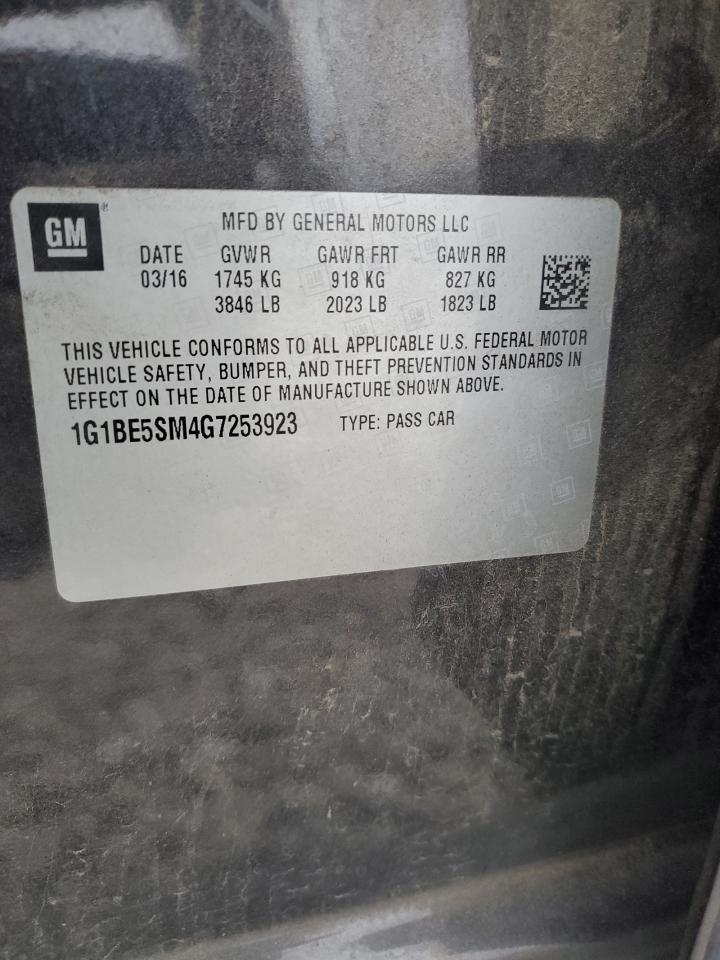 GM
MFD BY GENERAL MOTORS LLC
DATE GVWR GAWR FRT GAWR RR
03/16 1745 KG 918 KG 827 KG
3846 LB 2023 LB 1823 LB
THIS VEHICLE CONFORMS TO ALL APPLICABLE U.S. FEDERAL MOTOR
VEHICLE SAFETY, BUMPER, AND THEFT PREVENTION STANDARDS IN
EFFECT ON THE DATE OF MANUFACTURE SHOWN ABOVE.
1G1BE5SM4G7253923 TYPE: PASS CAR